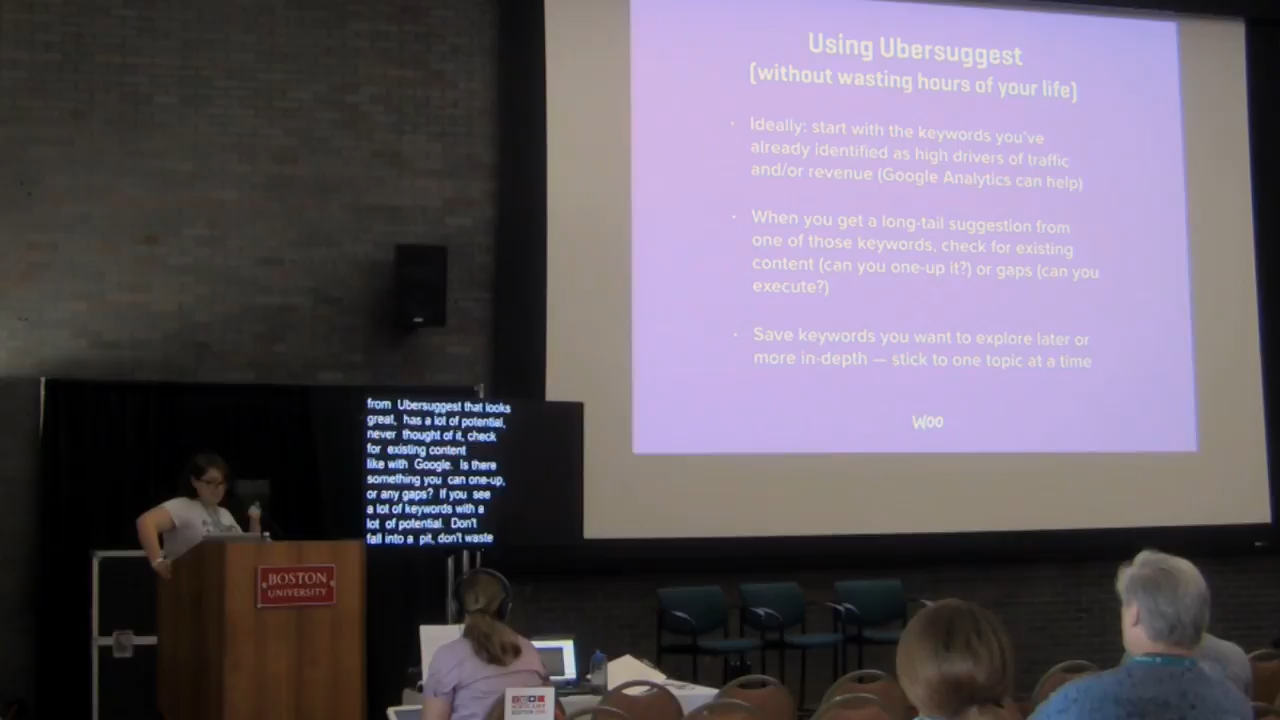 Using Ubersuggest
(without wasting hours of your life)
· Ideally: start with the keywords you've
already identified as high drivers of traffic
and/or revenue (Google Analytics can help)
· When you get a long-tail suggestion from
one of those keywords, check for existing
content (can you one-up it?) or gaps (can you
execute?)
· Save keywords you want to explore later or
more in-depth — stick to one topic at a time
Woo
from Ubersuggest that looks
great, has a lot of potential,
never thought of it, check
for existing content
like with Google. Is there
something you can one-up,
or any gaps? If you see
a lot of keywords with a
lot of potential. Don't
fall into a pit, don't waste
BOSTON
UNIVERSITY